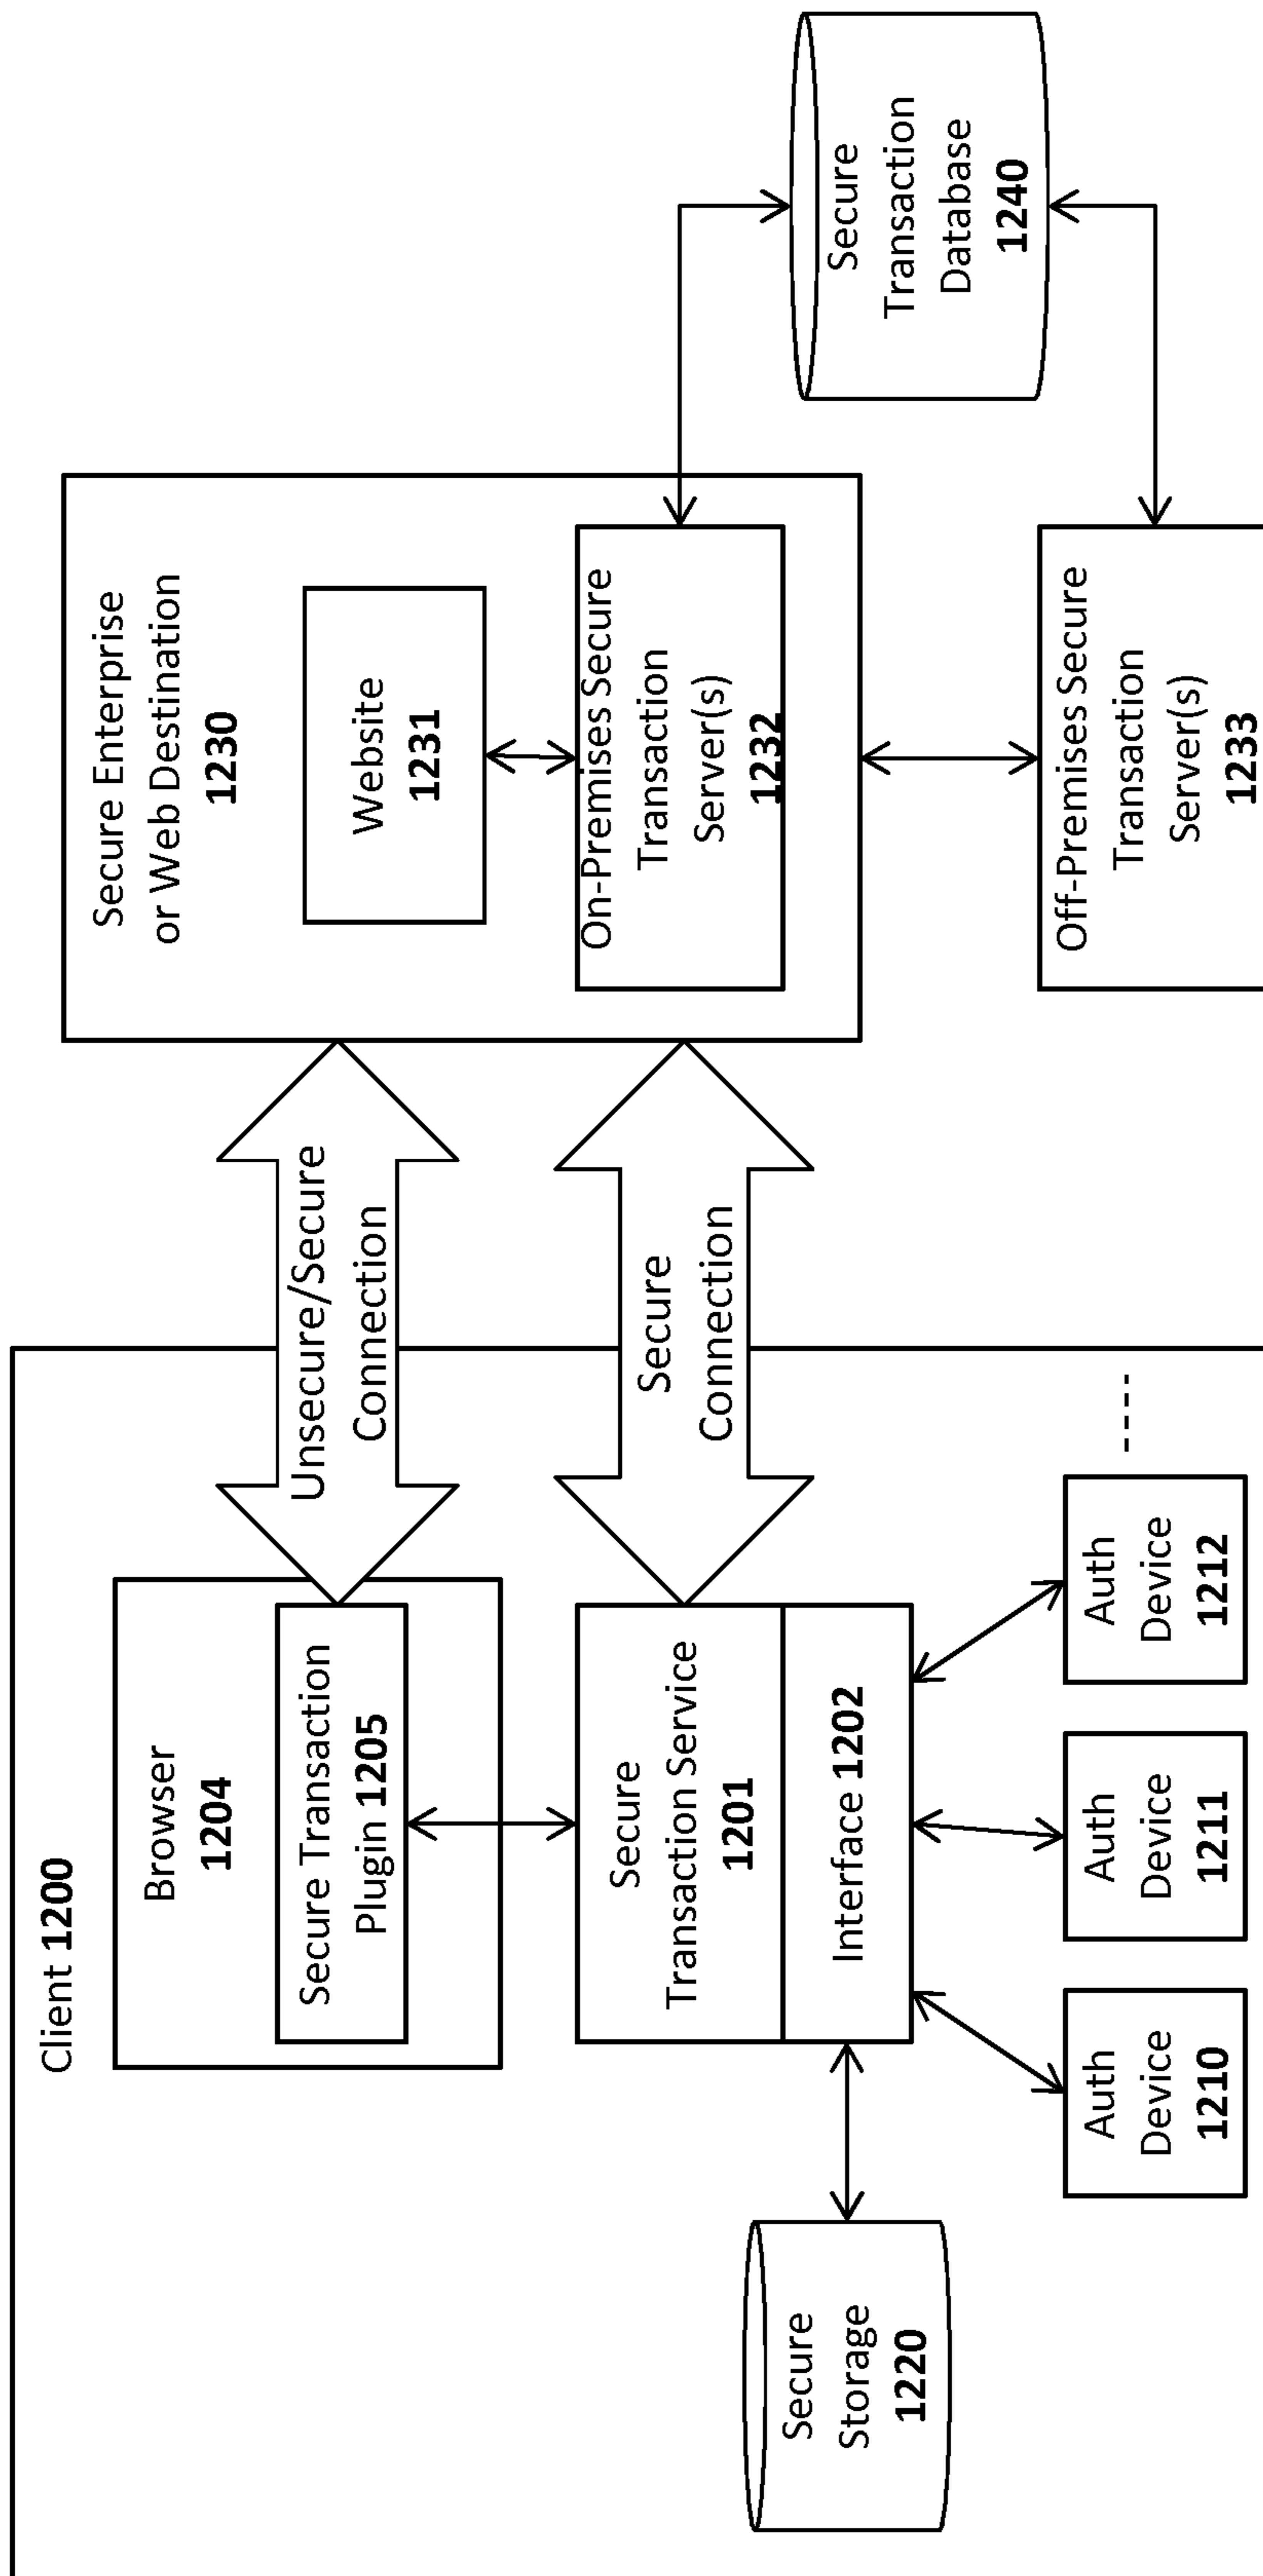 Client 1200
Browser
1204
Secure Transaction
Plugin 1205
Secure
Transaction Service
1201
Interface 1202
Secure
Storage
1220
Auth
Device
1210
Auth
Device
1211
Auth
Device
1212
Unsecure/Secure
Connection
Secure
Connection
Secure Enterprise
or Web Destination
1230
Website
1231
On-Premises Secure
Transaction
Server(s)
1232
Off-Premises Secure
Transaction
Server(s)
1233
Secure
Transaction
Database
1240